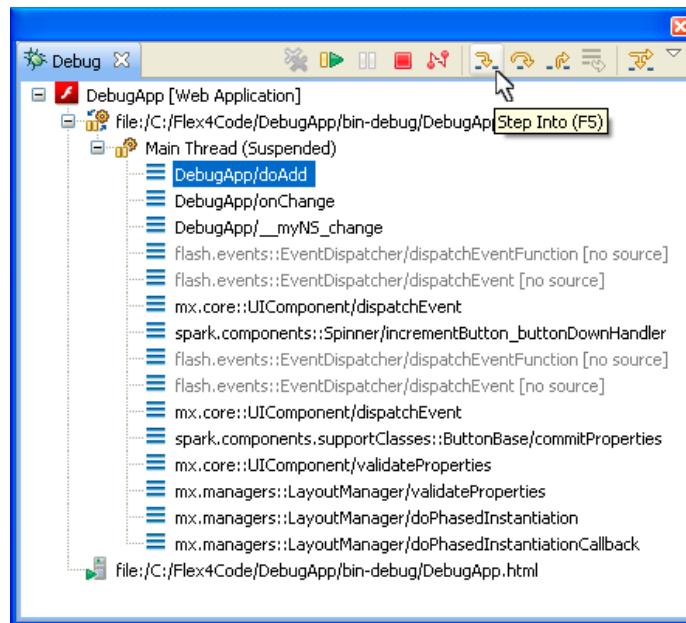 Debug
DebugApp [Web Application]
file:/C:/Flex4Code/DebugApp/bin-debug/DebugApp
Step Into (F5)
Main Thread (Suspended)
DebugApp/doAdd
DebugApp/onChange
DebugApp/__myNS_change
flash.events::EventDispatcher/dispatchEventFunction [no source]
flash.events::EventDispatcher/dispatchEvent [no source]
mx.core::UIComponent/dispatchEvent
spark.components::Spinner/incrementButton_buttonDownHandler
flash.events::EventDispatcher/dispatchEventFunction [no source]
flash.events::EventDispatcher/dispatchEvent [no source]
mx.core::UIComponent/dispatchEvent
spark.components.supportClasses::ButtonBase/commitProperties
mx.core::UIComponent/validateProperties
mx.managers::LayoutManager/validateProperties
mx.managers::LayoutManager/doPhasedInstantiation
mx.managers::LayoutManager/doPhasedInstantiationCallback
file:/C:/Flex4Code/DebugApp/bin-debug/DebugApp.html